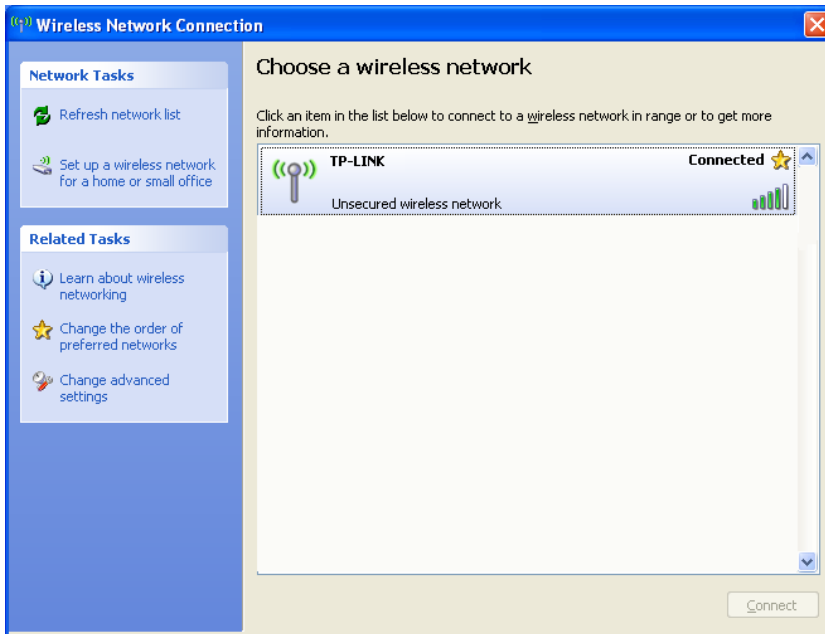 Wireless Network Connection
Network Tasks
Refresh network list
Set up a wireless network
for a home or small office
Related Tasks
Learn about wireless
networking
Change the order of
preferred networks
Change advanced
settings
Choose a wireless network
Click an item in the list below to connect to a wireless network in range or to get more
information.
TP-LINK
Connected
Unsecured wireless network
Connect